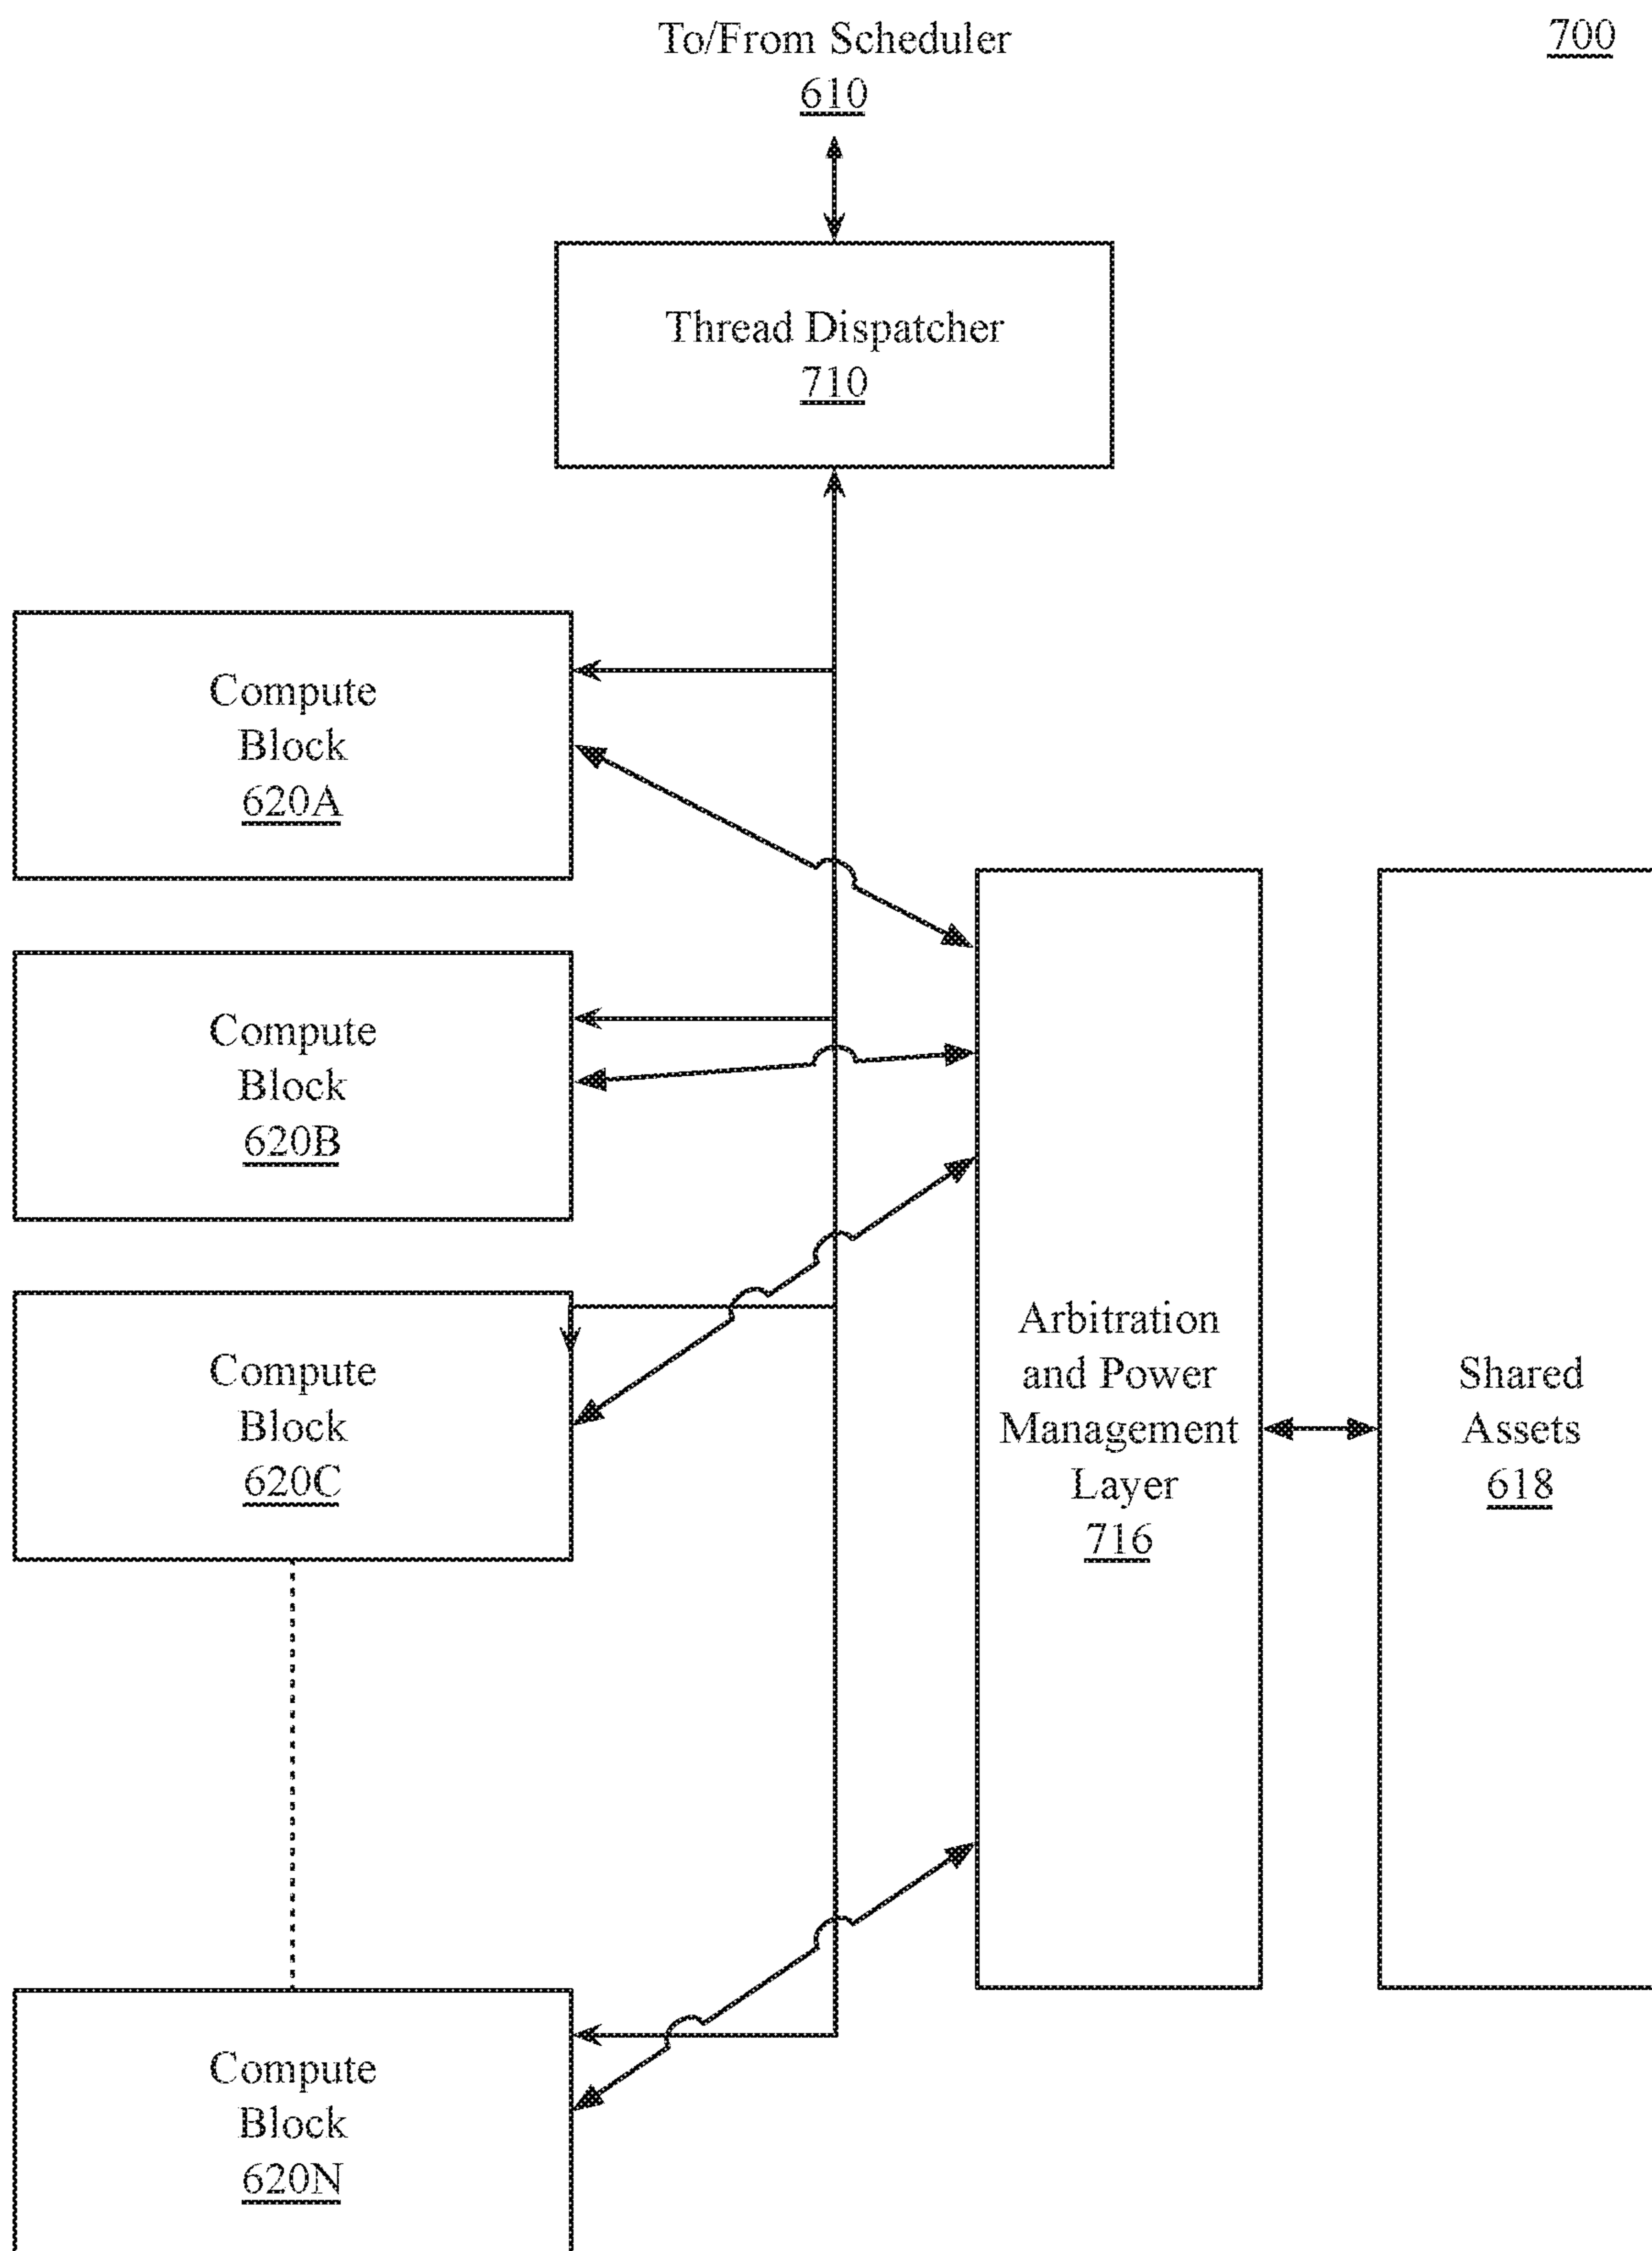 700
To/From Scheduler
610
Thread Dispatcher
710
Compute
Block
620A
Compute
Block
620B
Compute
Block
620C
Arbitration
and Power
Management
Layer
716
Shared
Assets
618
Compute
Block
620N